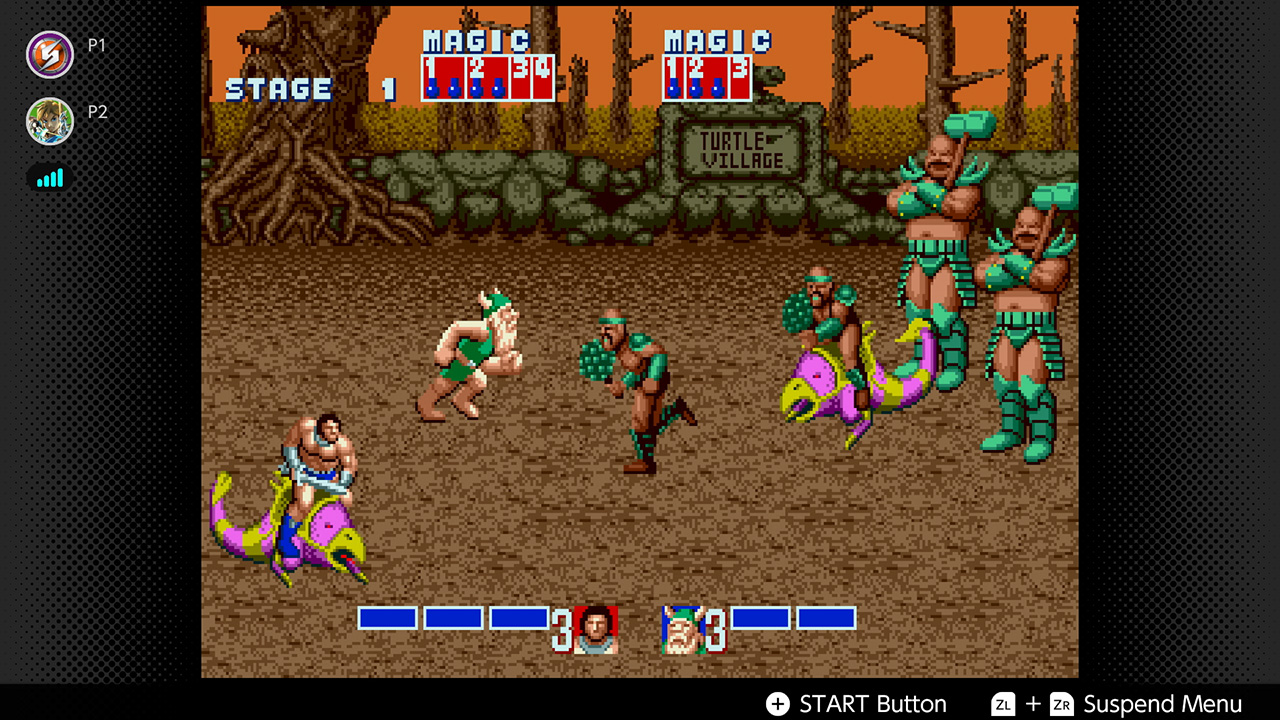 P1
P2
MAGIC
MAGIC
1 2 3 4
1 2 3
STAGE 1
TURTLE
VILLAGE
3
3
+ START Button
ZL + ZR Suspend Menu